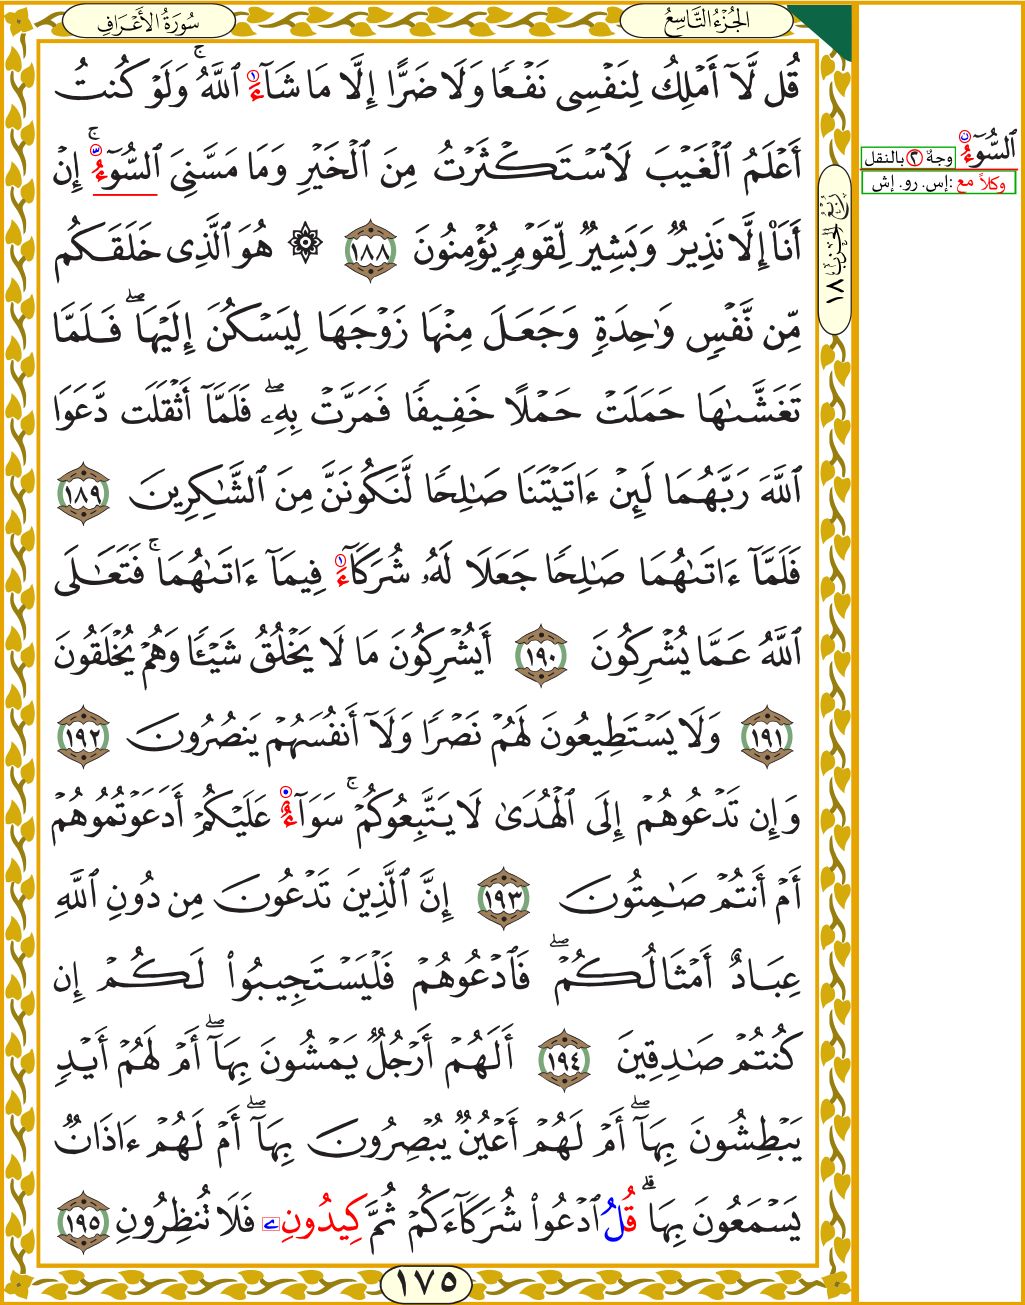 الجُزْءُ التَّاسِعُ
سُورَةُ الأَعْرَافِ
قُل لَّآ أَمْلِكُ لِنَفْسِى نَفْعًا وَلَا ضَرًّا إِلَّا مَا شَآءَ ٱللَّهُ ۚ وَلَوْ كُنتُ
أَعْلَمُ ٱلْغَيْبَ لَٱسْتَكْثَرْتُ مِنَ ٱلْخَيْرِ وَمَا مَسَّنِىَ ٱلسُّوٓءُ ۚ إِنْ
أَنَا۠ إِلَّا نَذِيرٌ وَبَشِيرٌ لِّقَوْمٍ يُؤْمِنُونَ ١٨٨ ۞ هُوَ ٱلَّذِى خَلَقَكُم
مِّن نَّفْسٍ وَٰحِدَةٍ وَجَعَلَ مِنْهَا زَوْجَهَا لِيَسْكُنَ إِلَيْهَا ۖ فَلَمَّا
تَغَشَّىٰهَا حَمَلَتْ حَمْلًا خَفِيفًا فَمَرَّتْ بِهِۦ ۖ فَلَمَّآ أَثْقَلَت دَّعَوَا
ٱللَّهَ رَبَّهُمَا لَئِنْ ءَاتَيْتَنَا صَٰلِحًا لَّنَكُونَنَّ مِنَ ٱلشَّٰكِرِينَ ١٨٩
فَلَمَّآ ءَاتَىٰهُمَا صَٰلِحًا جَعَلَا لَهُۥ شُرَكَآءَ فِيمَآ ءَاتَىٰهُمَا ۚ فَتَعَٰلَى
ٱللَّهُ عَمَّا يُشْرِكُونَ ١٩٠ أَيُشْرِكُونَ مَا لَا يَخْلُقُ شَيْـًٔا وَهُمْ يُخْلَقُونَ
١٩١ وَلَا يَسْتَطِيعُونَ لَهُمْ نَصْرًا وَلَآ أَنفُسَهُمْ يَنصُرُونَ ١٩٢
وَإِن تَدْعُوهُمْ إِلَى ٱلْهُدَىٰ لَا يَتَّبِعُوكُمْ ۚ سَوَآءٌ عَلَيْكُمْ أَدَعَوْتُمُوهُمْ
أَمْ أَنتُمْ صَٰمِتُونَ ١٩٣ إِنَّ ٱلَّذِينَ تَدْعُونَ مِن دُونِ ٱللَّهِ
عِبَادٌ أَمْثَالُكُمْ ۖ فَٱدْعُوهُمْ فَلْيَسْتَجِيبُوا۟ لَكُمْ إِن
كُنتُمْ صَٰدِقِينَ ١٩٤ أَلَهُمْ أَرْجُلٌ يَمْشُونَ بِهَآ ۖ أَمْ لَهُمْ أَيْدٍ
يَبْطِشُونَ بِهَآ ۖ أَمْ لَهُمْ أَعْيُنٌ يُبْصِرُونَ بِهَآ ۖ أَمْ لَهُمْ ءَاذَانٌ
يَسْمَعُونَ بِهَا ۗ قُلُ ٱدْعُوا۟ شُرَكَآءَكُمْ ثُمَّ كِيدُونِۦ فَلَا تُنظِرُونِ ١٩٥
١٧٥
رُبْعُ الحِزْبِ ١٨
ٱلسُّوٓءُ وجهٌ ٢ بالنقل
وكلاً مع :إس. رو. إش